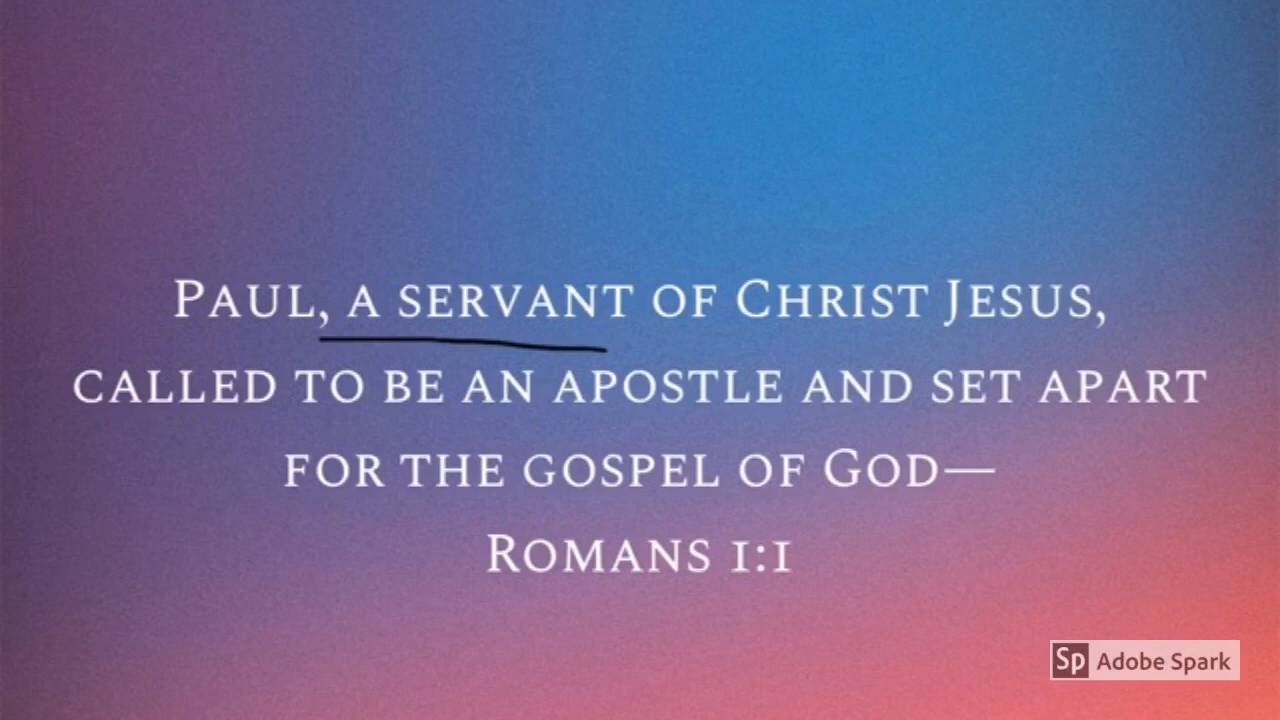 Paul, a servant of Christ Jesus,
called to be an apostle and set apart
for the gospel of God—
Romans 1:1
Sp Adobe Spark